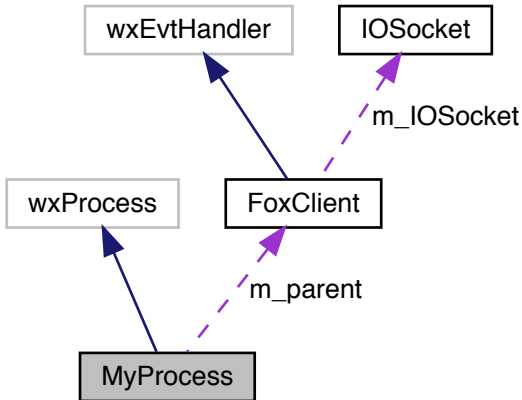 wxEvtHandler
IOSocket
m_IOSocket
wxProcess
FoxClient
m_parent
MyProcess